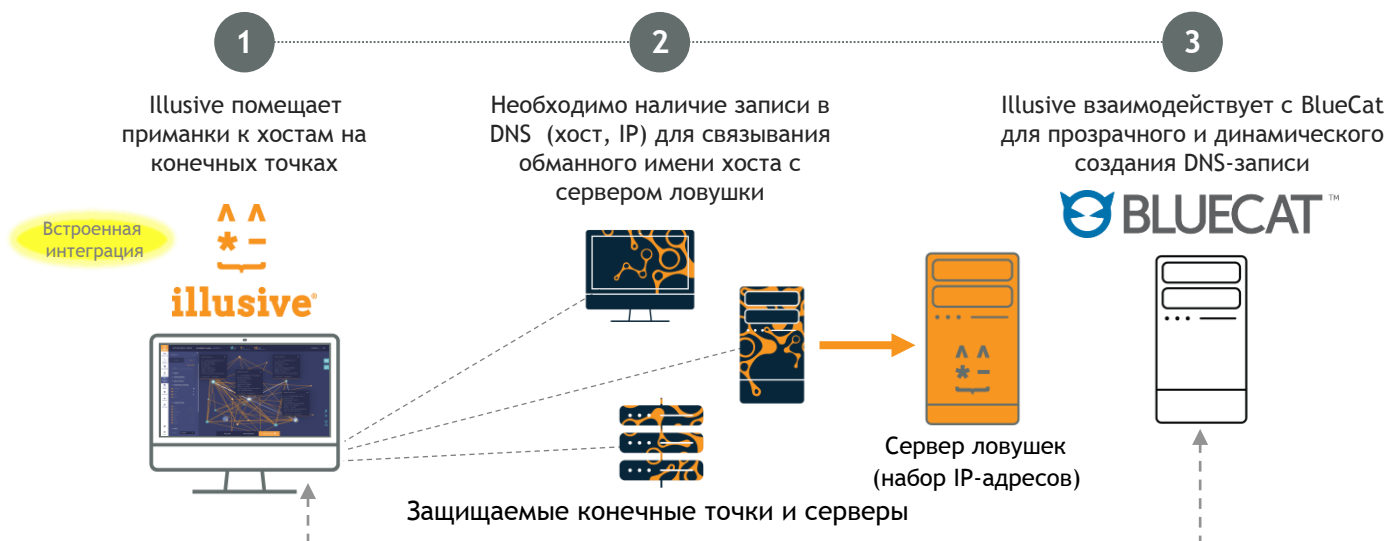 1
2
3
Illusive помещает
приманки к хостам на
конечных точках
Необходимо наличие записи в
DNS (хост, IP) для связывания
обманного имени хоста с
сервером ловушки
Illusive взаимодействует с BlueCat
для прозрачного и динамического
создания DNS-записи
Встроенная
интеграция
illusive®
BLUECAT™
Сервер ловушек
(набор IP-адресов)
Защищаемые конечные точки и серверы